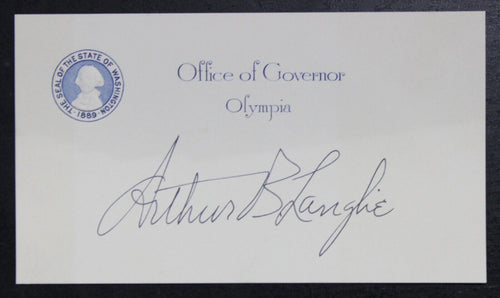 THE SEAL OF THE STATE OF WASHINGTON
1889
Office of Governor
Olympia
Arthur B Langlie